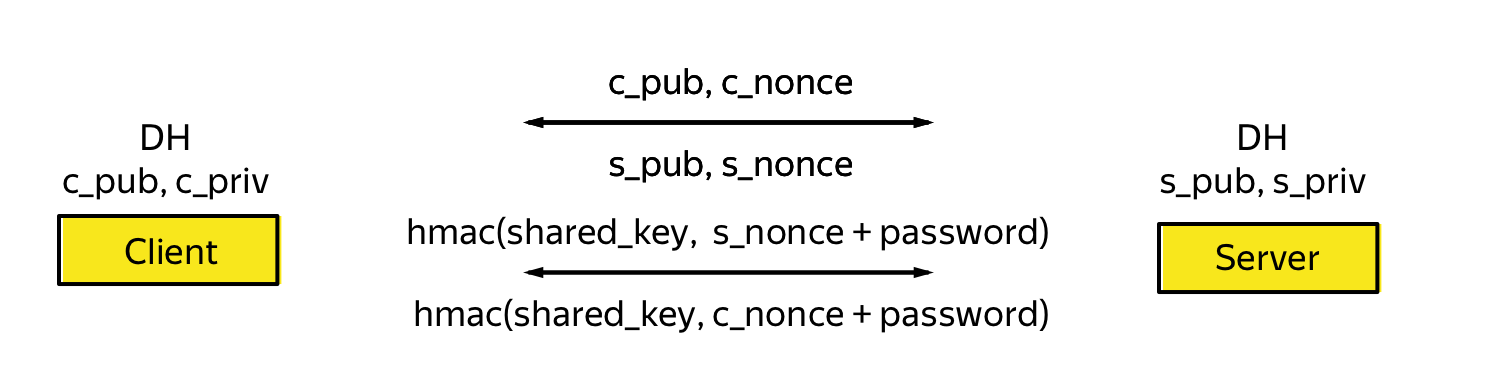 c_pub, c_nonce
DH
c_pub, c_priv
Client
s_pub, s_nonce
hmac(shared_key, s_nonce + password)
hmac(shared_key, c_nonce + password)
DH
s_pub, s_priv
Server